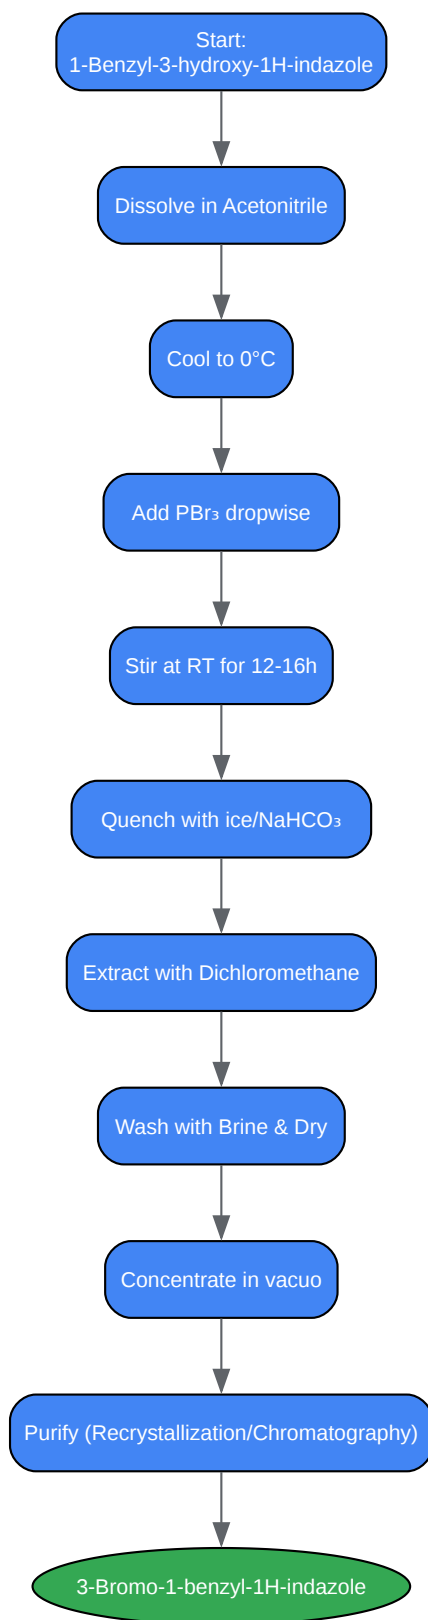 Start:
1-Benzyl-3-hydroxy-1H-indazole
Dissolve in Acetonitrile
Cool to 0°C
Add PBr₃ dropwise
Stir at RT for 12-16h
Quench with ice/NaHCO₃
Extract with Dichloromethane
Wash with Brine & Dry
Concentrate in vacuo
Purify (Recrystallization/Chromatography)
3-Bromo-1-benzyl-1H-indazole